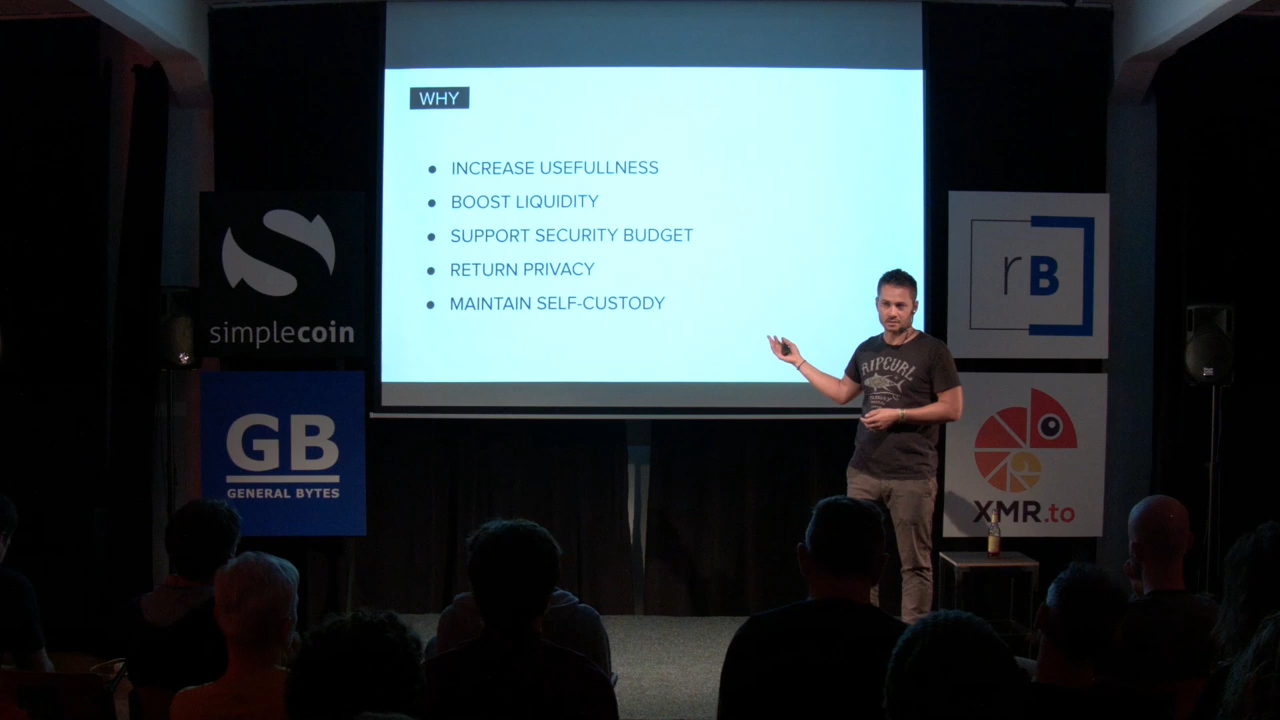 WHY
INCREASE USEFULLNESS
BOOST LIQUIDITY
SUPPORT SECURITY BUDGET
RETURN PRIVACY
MAINTAIN SELF-CUSTODY
simplecoin
GB
GENERAL BYTES
rB
XMR.to
RIPCURL